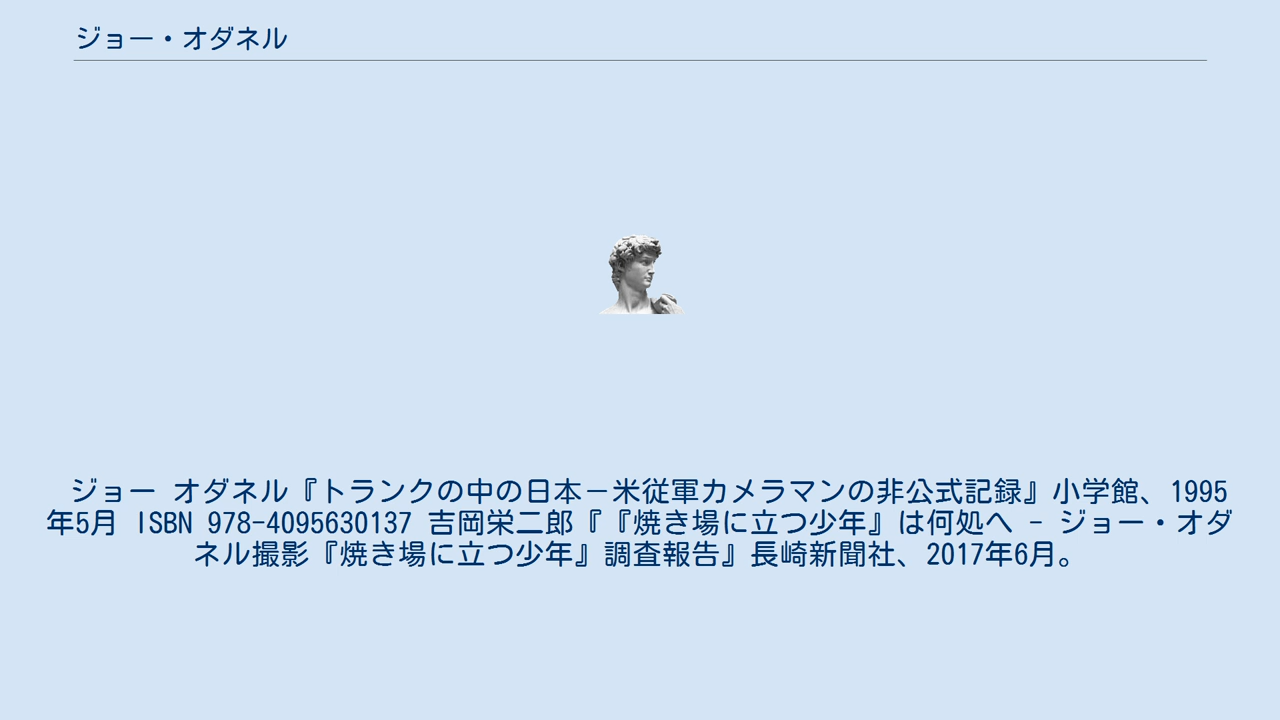 ジョー・オダネル
ジョー オダネル『トランクの中の日本－米従軍カメラマンの非公式記録』小学館、1995
年5月 ISBN 978-4095630137 吉岡栄二郎『『焼き場に立つ少年』は何処へ - ジョー・オダ
ネル撮影『焼き場に立つ少年』調査報告』長崎新聞社、2017年6月。